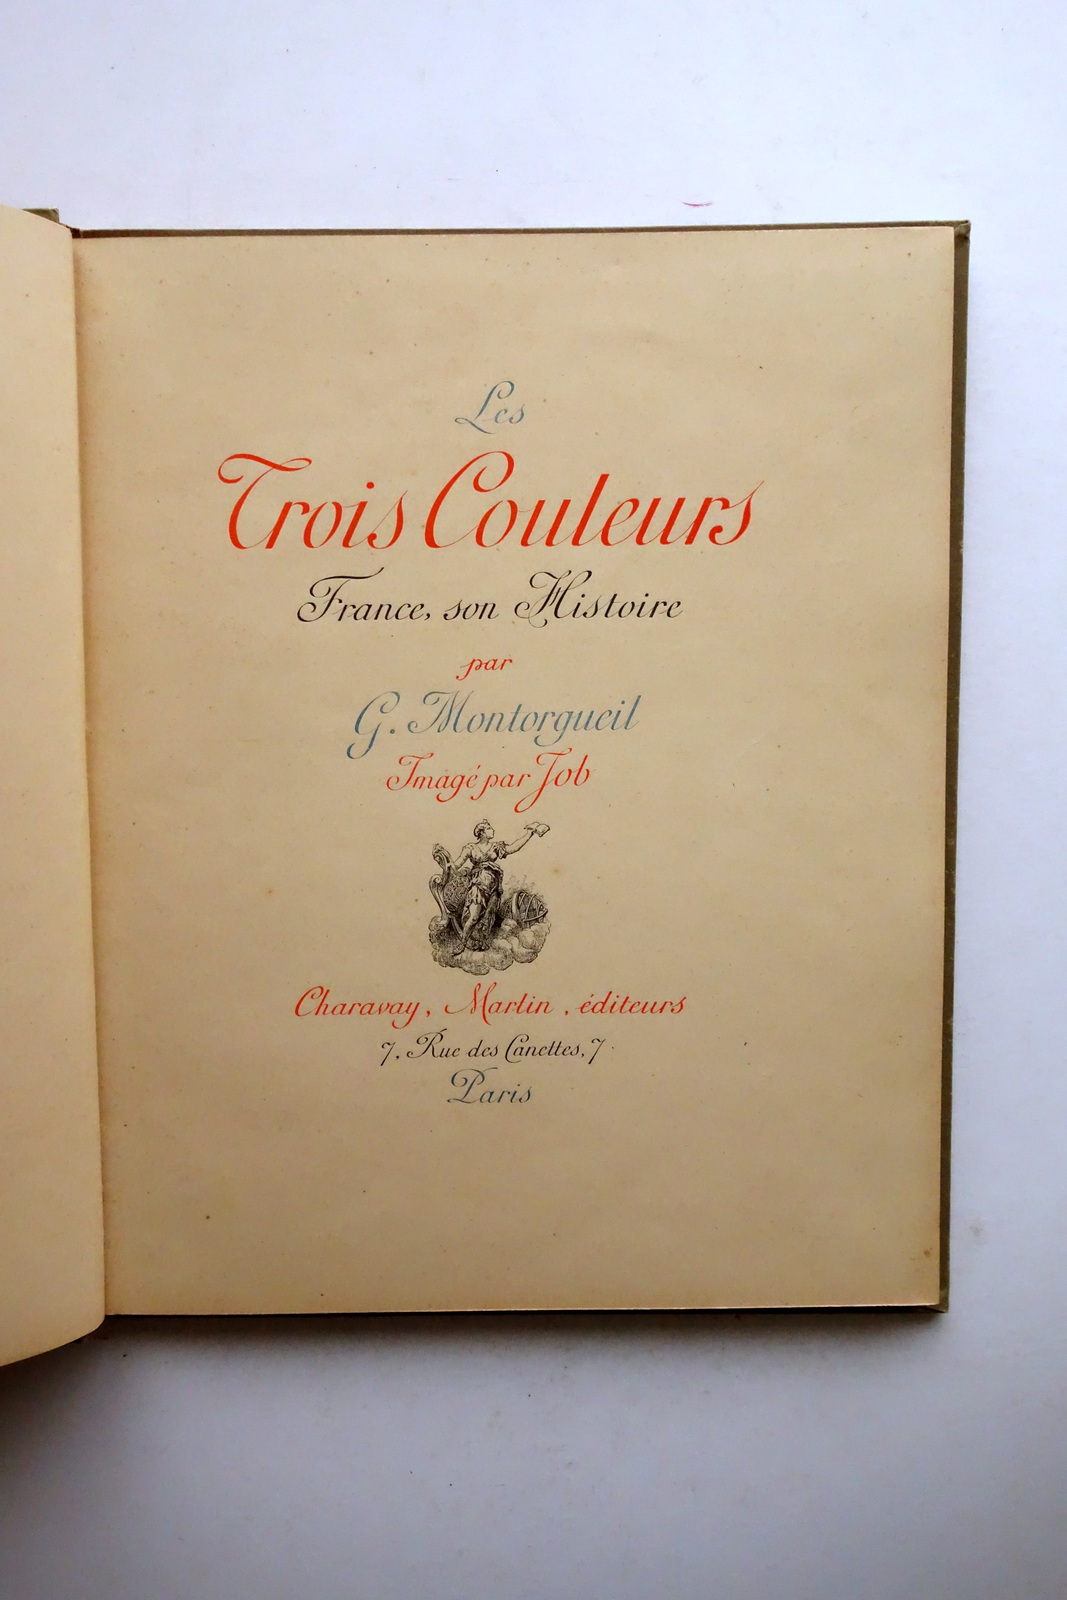 Les
Trois Couleurs
France, son Histoire
par
G. Montorgueil
Imagé par Job
Charavay, Martin, éditeurs
7, Rue des Canettes, 7
Paris